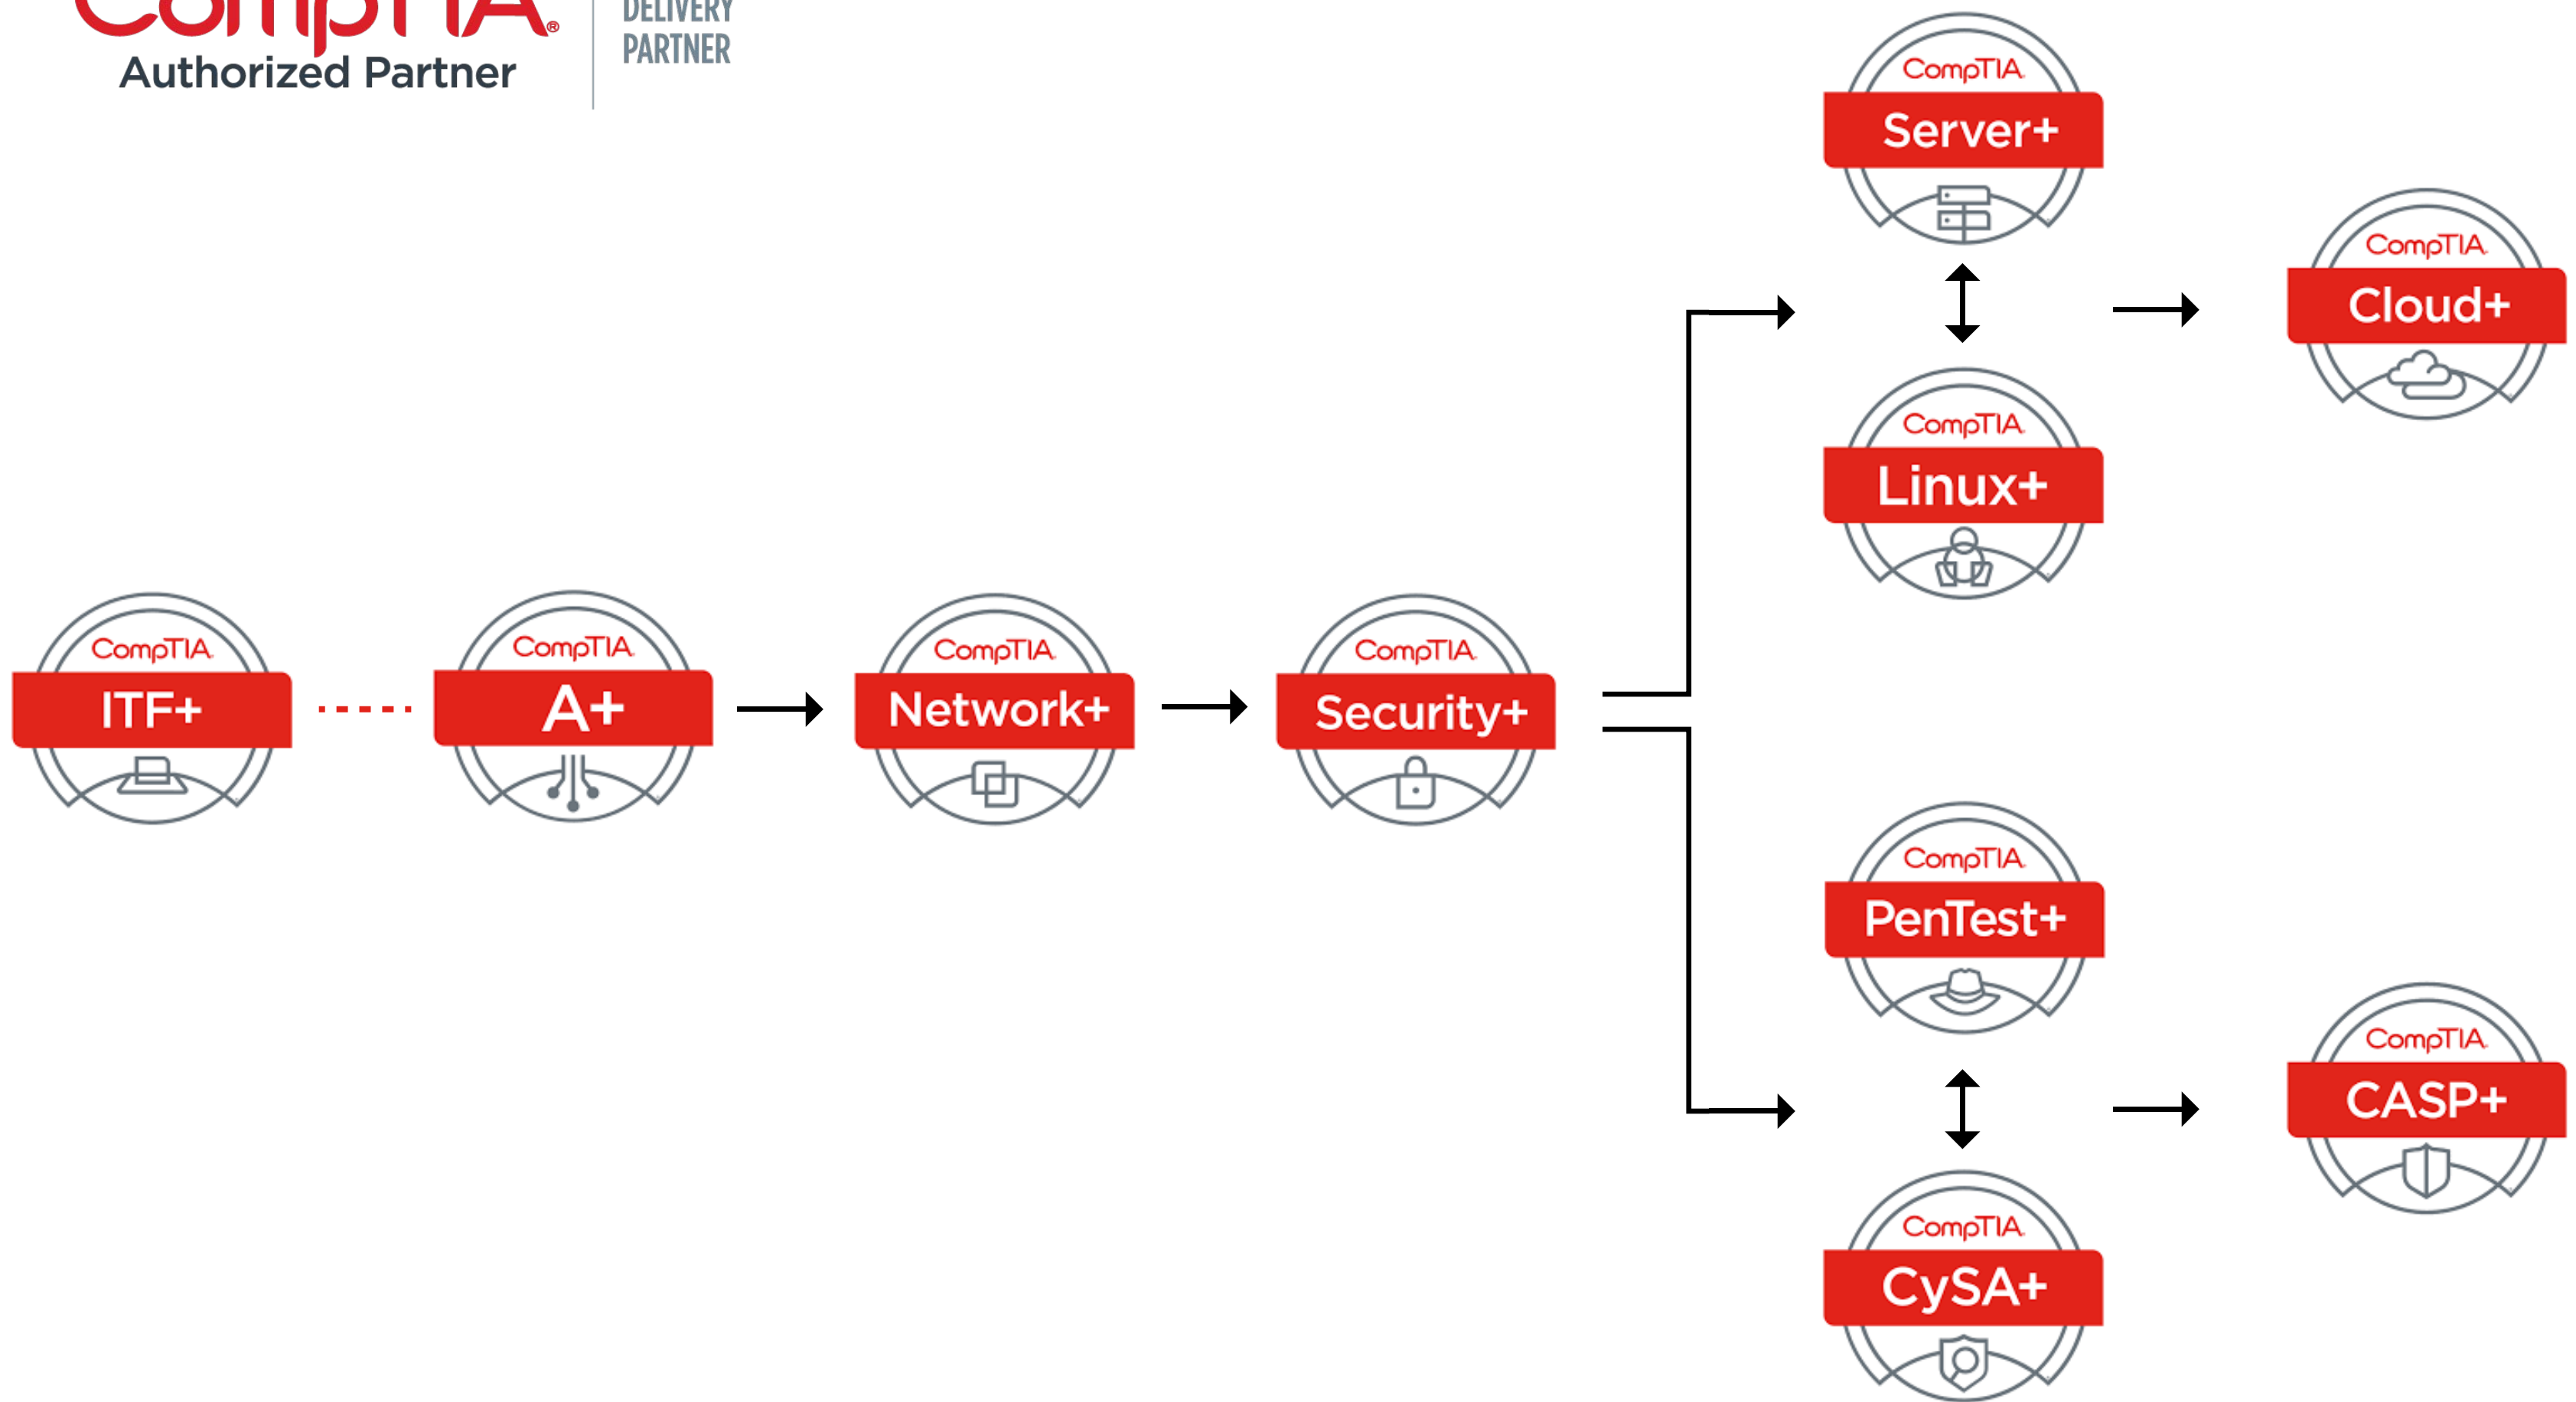 CompTIA®
Authorized Partner
DELIVERY
PARTNER
CompTIA
Server+
CompTIA
Cloud+
CompTIA
Linux+
CompTIA
ITF+
CompTIA
A+
CompTIA
Network+
CompTIA
Security+
CompTIA
PenTest+
CompTIA
CASP+
CompTIA
CySA+